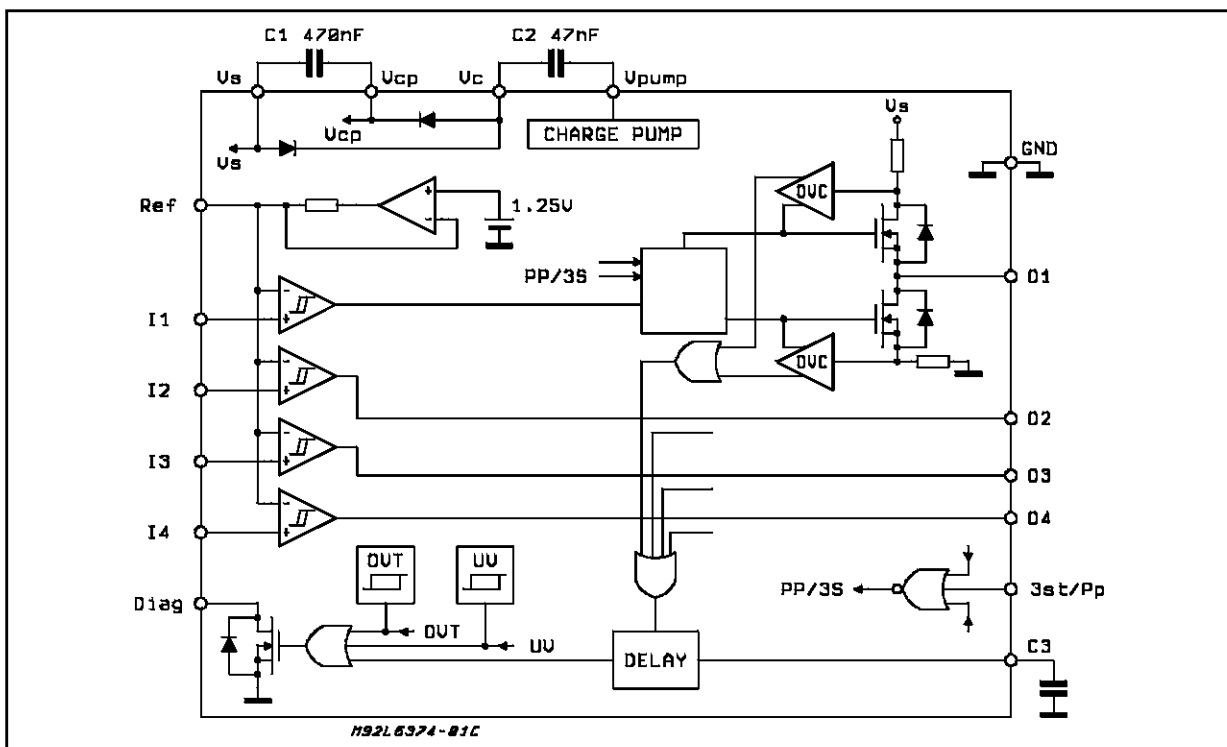 C1 470nF
C2 47nF
Vs
Vcp
Vc
Vpump
Vs
Vcp
CHARGE PUMP
Vs
GND
OVC
Ref
1.25V
PP/3S
O1
I1
OVC
I2
O2
I3
O3
I4
O4
OVT
UV
PP/3S
3st/Pp
Diag
OVT
UV
DELAY
C3
M92L6374-01C